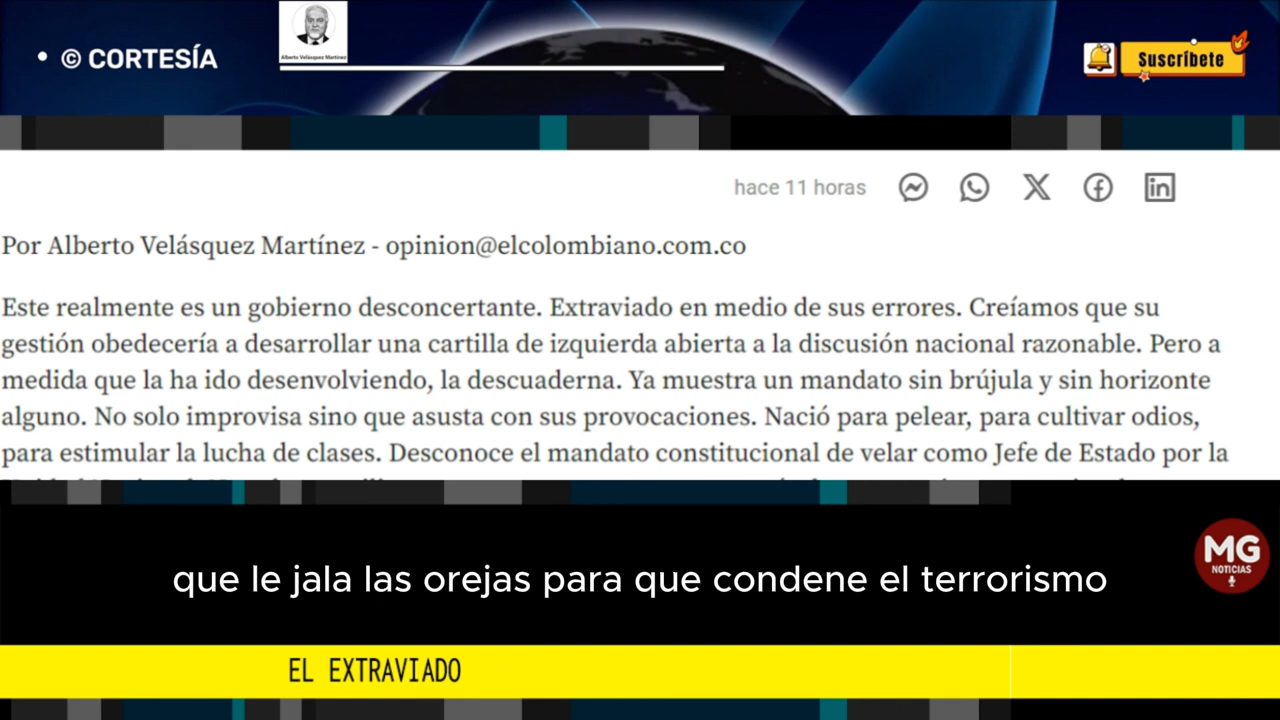 • © CORTESÍA
Alberto Velásquez Martínez
Suscríbete
hace 11 horas
Por Alberto Velásquez Martínez - opinion@elcolombiano.com.co
Este realmente es un gobierno desconcertante. Extraviado en medio de sus errores. Creíamos que su
gestión obedecería a desarrollar una cartilla de izquierda abierta a la discusión nacional razonable. Pero a
medida que la ha ido desenvolviendo, la descuaderna. Ya muestra un mandato sin brújula y sin horizonte
alguno. No solo improvisa sino que asusta con sus provocaciones. Nació para pelear, para cultivar odios,
para estimular la lucha de clases. Desconoce el mandato constitucional de velar como Jefe de Estado por la
que le jala las orejas para que condene el terrorismo
MG
NOTICIAS
EL EXTRAVIADO